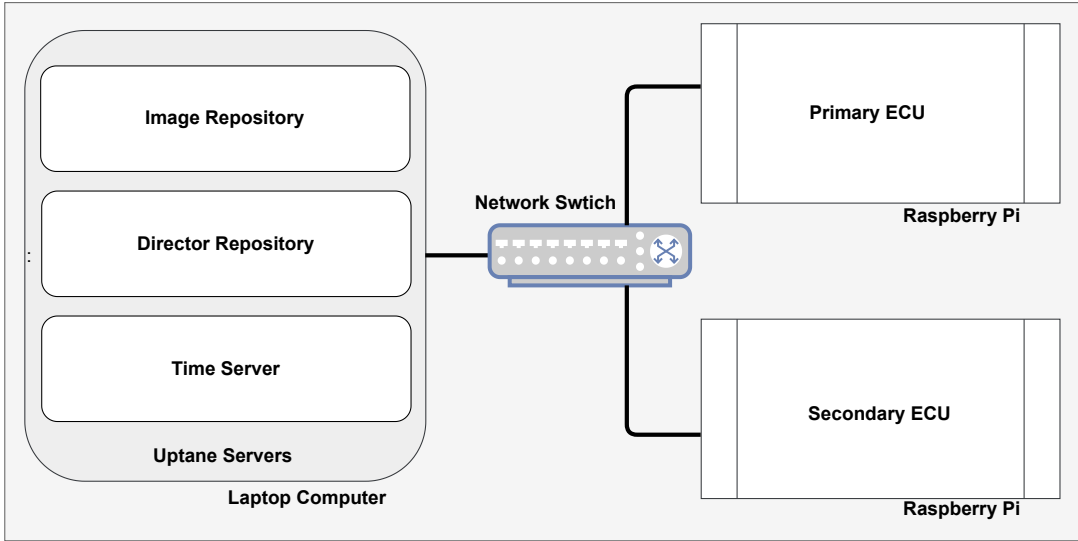 Image Repository
Director Repository
:
Time Server
Uptane Servers
Laptop Computer
Network Swtich
Primary ECU
Raspberry Pi
Secondary ECU
Raspberry Pi